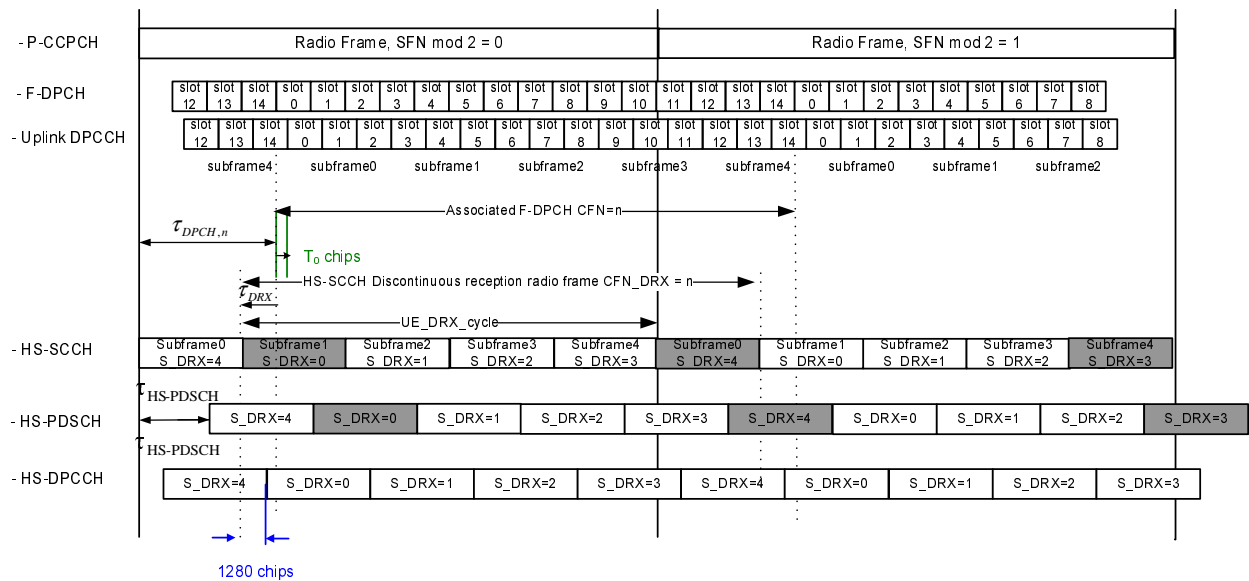 - P-CCPCH Radio Frame, SFN mod 2 = 0 Radio Frame, SFN mod 2 = 1
slot slot slot slot slot slot slot slot slot slot slot slot slot slot slot slot slot slot slot slot slot slot slot slot slot slot slot
- F-DPCH 12 13 14 0 1 2 3 4 5 6 7 8 9 10 11 12 13 14 0 1 2 3 4 5 6 7 8
slot slot slot slot slot slot slot slot slot slot slot slot slot slot slot slot slot slot slot slot slot slot slot slot slot slot slot
- Uplink DPCCH 12 13 14 0 1 2 3 4 5 6 7 8 9 10 11 12 13 14 0 1 2 3 4 5 6 7 8
subframe4 subframe0 subframe1 subframe2 subframe3 subframe4 subframe0 subframe1 subframe2
Associated F-DPCH CFN=n
τDPCH,n
T0 chips
HS-SCCH Discontinuous reception radio frame CFN_DRX = n
τDRX
UE_DRX_cycle
Subframe0 Subframe1 Subframe2 Subframe3 Subframe4 Subframe0 Subframe1 Subframe2 Subframe3 Subframe4
- HS-SCCH S_DRX=4 S_DRX=0 S_DRX=1 S_DRX=2 S_DRX=3 S_DRX=4 S_DRX=0 S_DRX=1 S_DRX=2 S_DRX=3
τHS-PDSCH
- HS-PDSCH S_DRX=4 S_DRX=0 S_DRX=1 S_DRX=2 S_DRX=3 S_DRX=4 S_DRX=0 S_DRX=1 S_DRX=2 S_DRX=3
τHS-PDSCH
- HS-DPCCH S_DRX=4 S_DRX=0 S_DRX=1 S_DRX=2 S_DRX=3 S_DRX=4 S_DRX=0 S_DRX=1 S_DRX=2 S_DRX=3
1280 chips